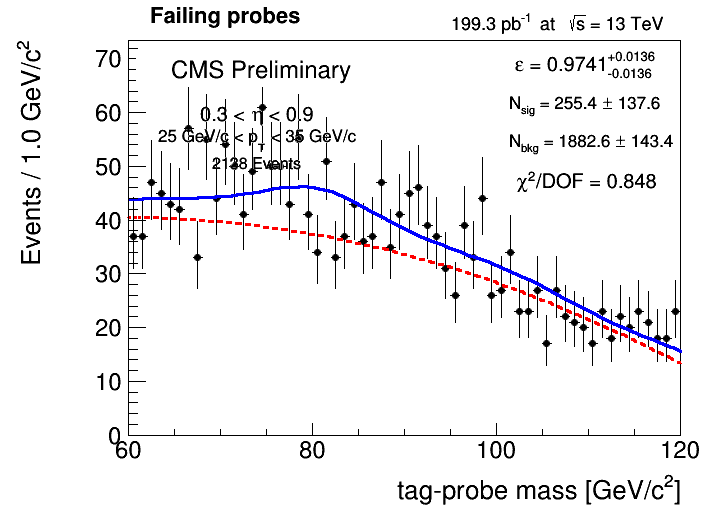 Failing probes
199.3 pb⁻¹ at √s = 13 TeV
CMS Preliminary
ε = 0.9741 +0.0136 -0.0136
0.3 < η < 0.9
25 GeV/c < p_T < 35 GeV/c
2138 Events
N_sig = 255.4 ± 137.6
N_bkg = 1882.6 ± 143.4
χ²/DOF = 0.848
Events / 1.0 GeV/c²
70
60
50
40
30
20
10
0
60 80 100 120
tag-probe mass [GeV/c²]